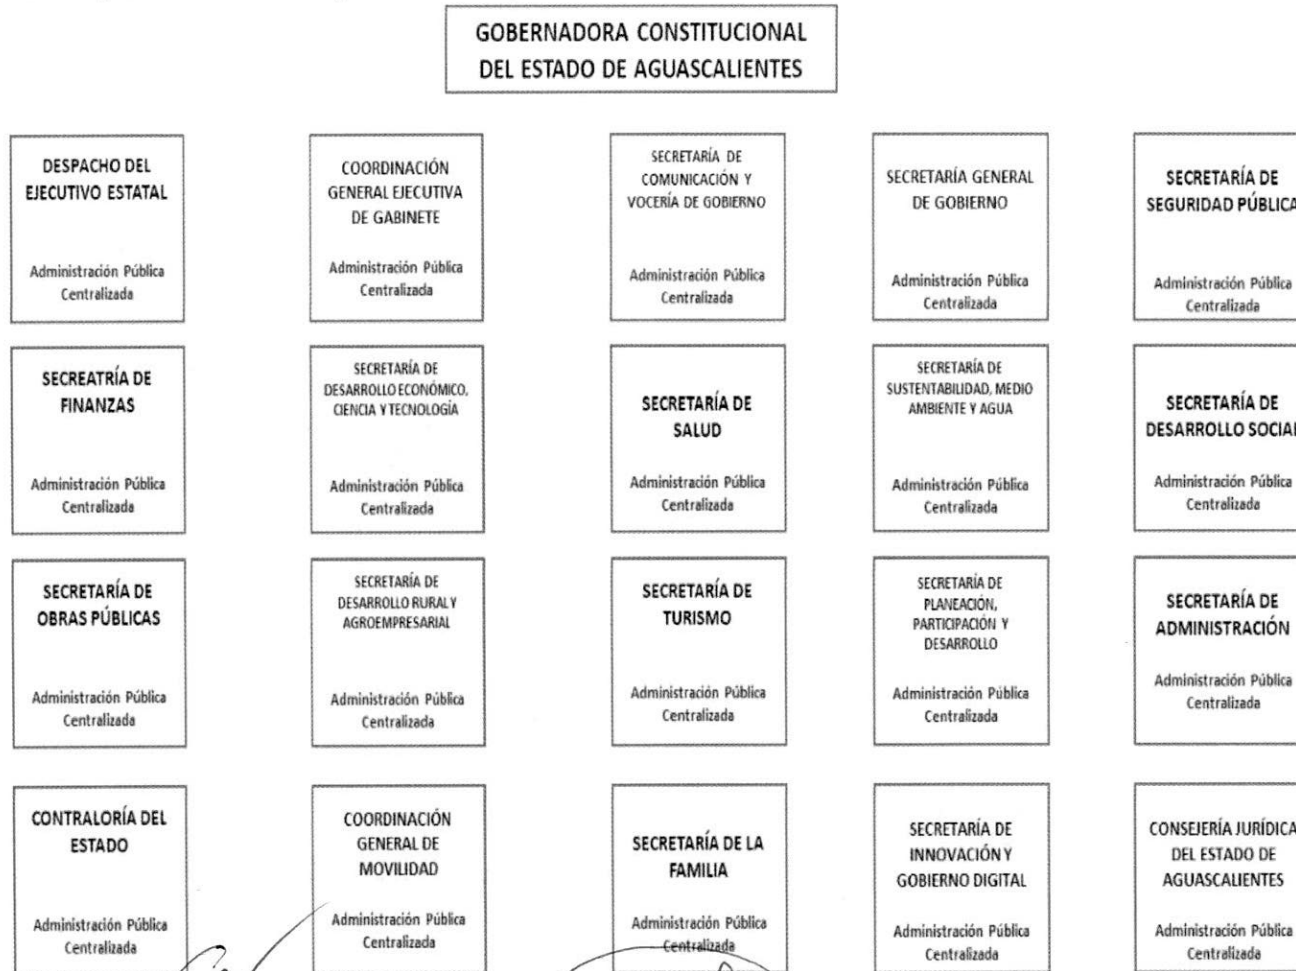 GOBERNADORA CONSTITUCIONAL
DEL ESTADO DE AGUASCALIENTES
DESPACHO DEL
EJECUTIVO ESTATAL
Administración Pública
Centralizada
COORDINACIÓN
GENERAL EJECUTIVA
DE GABINETE
Administración Pública
Centralizada
SECRETARÍA DE
COMUNICACIÓN Y
VOCERÍA DE GOBIERNO
Administración Pública
Centralizada
SECRETARÍA GENERAL
DE GOBIERNO
Administración Pública
Centralizada
SECRETARÍA DE
SEGURIDAD PÚBLICA
Administración Pública
Centralizada
SECREATRÍA DE
FINANZAS
Administración Pública
Centralizada
SECRETARÍA DE
DESARROLLO ECONÓMICO,
CIENCIA Y TECNOLOGÍA
Administración Pública
Centralizada
SECRETARÍA DE
SALUD
Administración Pública
Centralizada
SECRETARÍA DE
SUSTENTABILIDAD, MEDIO
AMBIENTE Y AGUA
Administración Pública
Centralizada
SECRETARÍA DE
DESARROLLO SOCIAL
Administración Pública
Centralizada
SECRETARÍA DE
OBRAS PÚBLICAS
Administración Pública
Centralizada
SECRETARÍA DE
DESARROLLO RURAL Y
AGROEMPRESARIAL
Administración Pública
Centralizada
SECRETARÍA DE
TURISMO
Administración Pública
Centralizada
SECRETARÍA DE
PLANEACIÓN,
PARTICIPACIÓN Y
DESARROLLO
Administración Pública
Centralizada
SECRETARÍA DE
ADMINISTRACIÓN
Administración Pública
Centralizada
CONTRALORÍA DEL
ESTADO
Administración Pública
Centralizada
COORDINACIÓN
GENERAL DE
MOVILIDAD
Administración Pública
Centralizada
SECRETARÍA DE LA
FAMILIA
Administración Pública
Centralizada
SECRETARÍA DE
INNOVACIÓN Y
GOBIERNO DIGITAL
Administración Pública
Centralizada
CONSEJERÍA JURÍDICA
DEL ESTADO DE
AGUASCALIENTES
Administración Pública
Centralizada